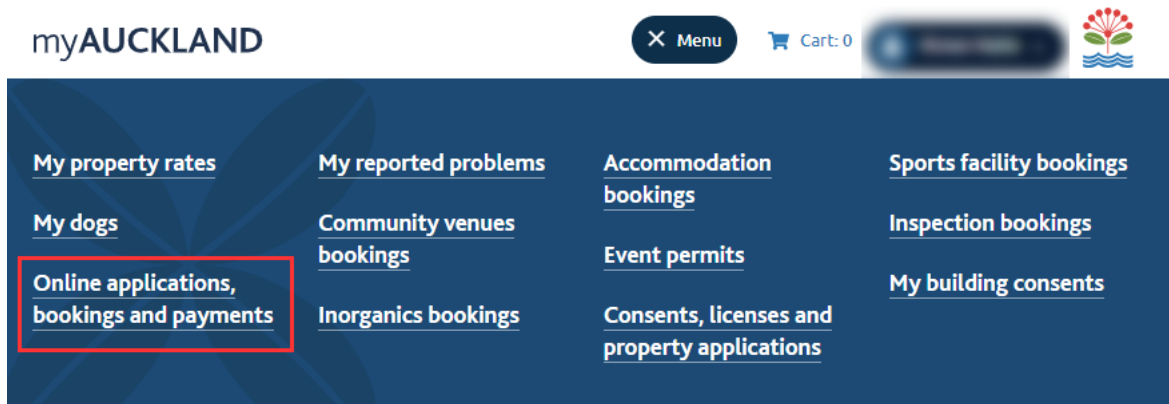 myAUCKLAND
Menu
Cart: 0
My property rates
My dogs
Online applications,
bookings and payments
My reported problems
Community venues
bookings
Inorganics bookings
Accommodation
bookings
Event permits
Consents, licenses and
property applications
Sports facility bookings
Inspection bookings
My building consents